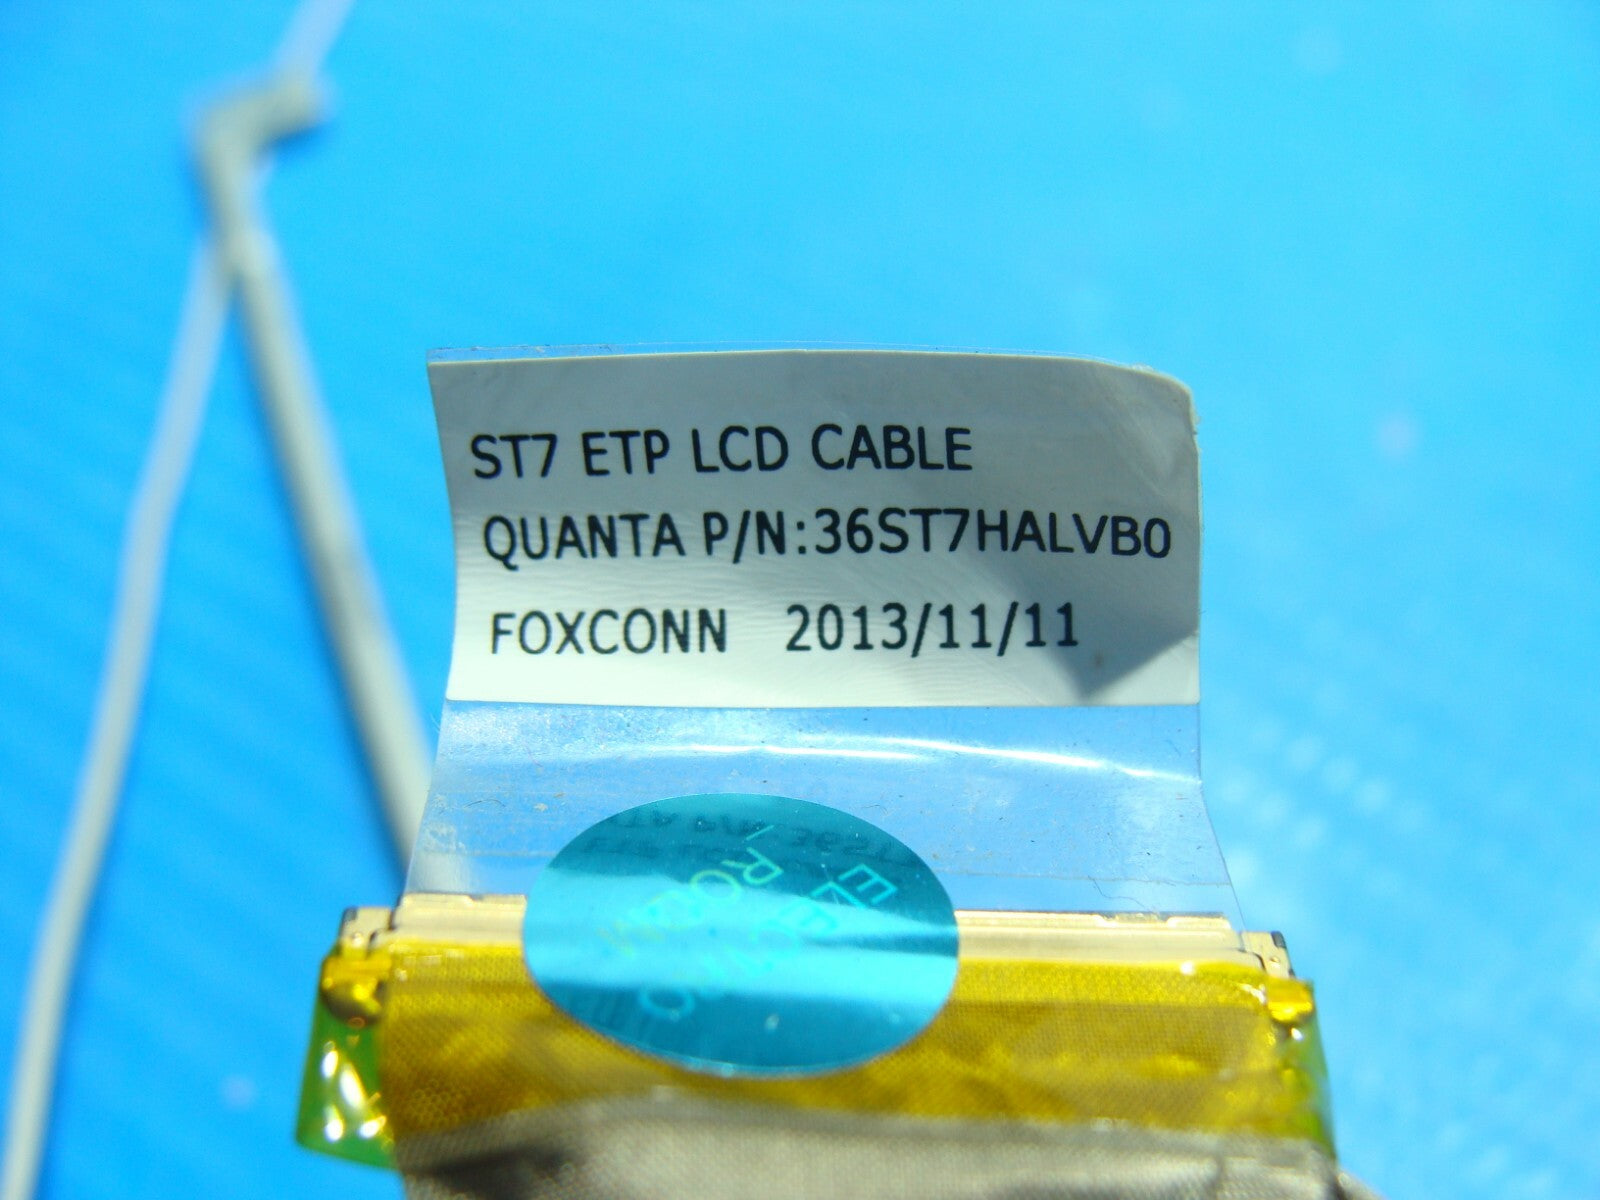 ST7 ETP LCD CABLE
QUANTA P/N:36ST7HALVB0
FOXCONN 2013/11/11